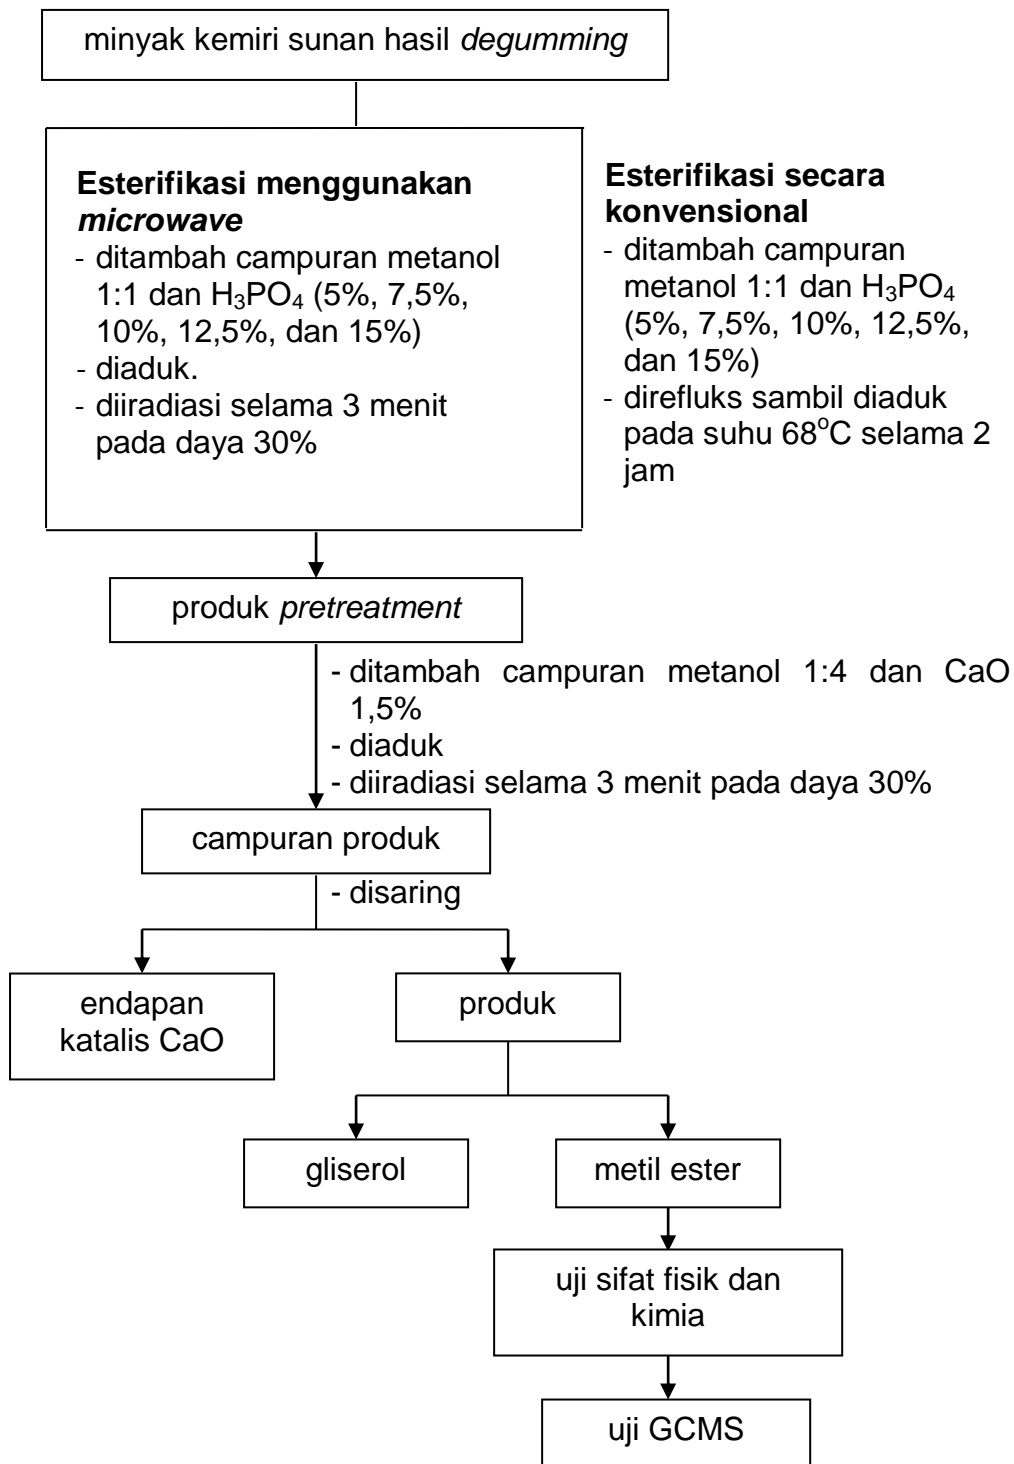 minyak kemiri sunan hasil degumming
Esterifikasi menggunakan
microwave
- ditambah campuran metanol
1:1 dan H₃PO₄ (5%, 7,5%,
10%, 12,5%, dan 15%)
- diaduk.
- diiradiasi selama 3 menit
pada daya 30%
Esterifikasi secara
konvensional
- ditambah campuran
metanol 1:1 dan H₃PO₄
(5%, 7,5%, 10%, 12,5%,
dan 15%)
- direfluks sambil diaduk
pada suhu 68°C selama 2
jam
produk pretreatment
- ditambah campuran metanol 1:4 dan CaO
1,5%
- diaduk
- diiradiasi selama 3 menit pada daya 30%
campuran produk
- disaring
endapan
katalis CaO
produk
gliserol
metil ester
uji sifat fisik dan
kimia
uji GCMS